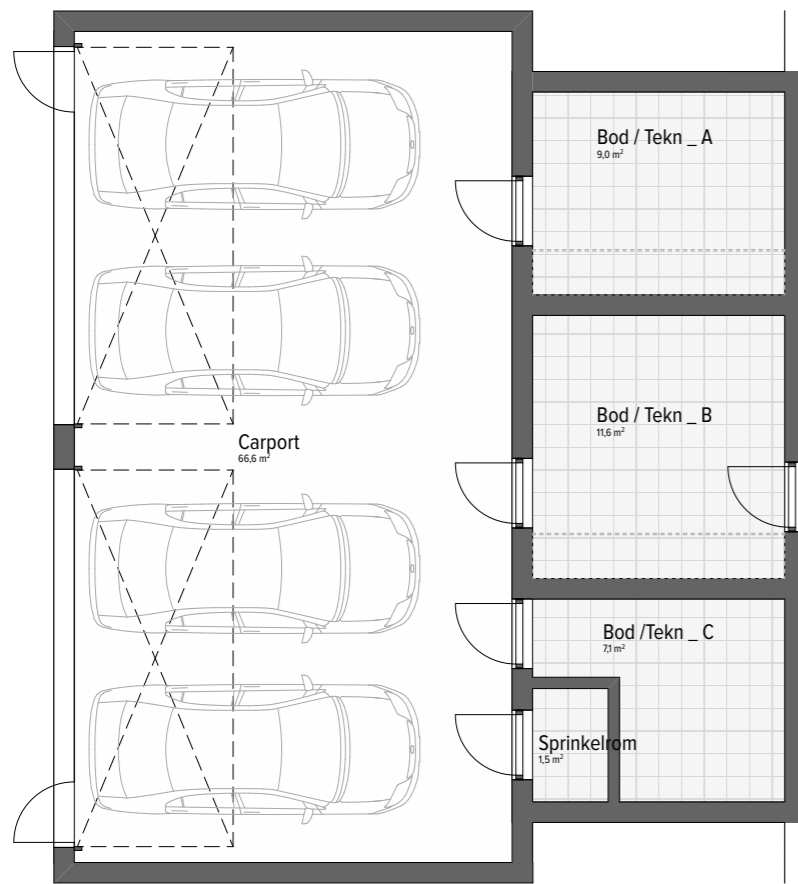 Bod / Tekn _ A
9,0 m²
Bod / Tekn _ B
11,6 m²
Carport
66,6 m²
Bod /Tekn _ C
7,1 m²
Sprinkelrom
1,5 m²